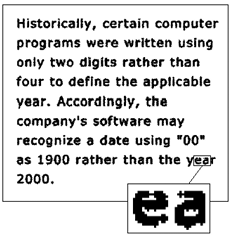 Historically, certain computer
programs were written using
only two digits rather than
four to define the applicable
year. Accordingly, the
company's software may
recognize a date using "00"
as 1900 rather than the year
2000.
ea